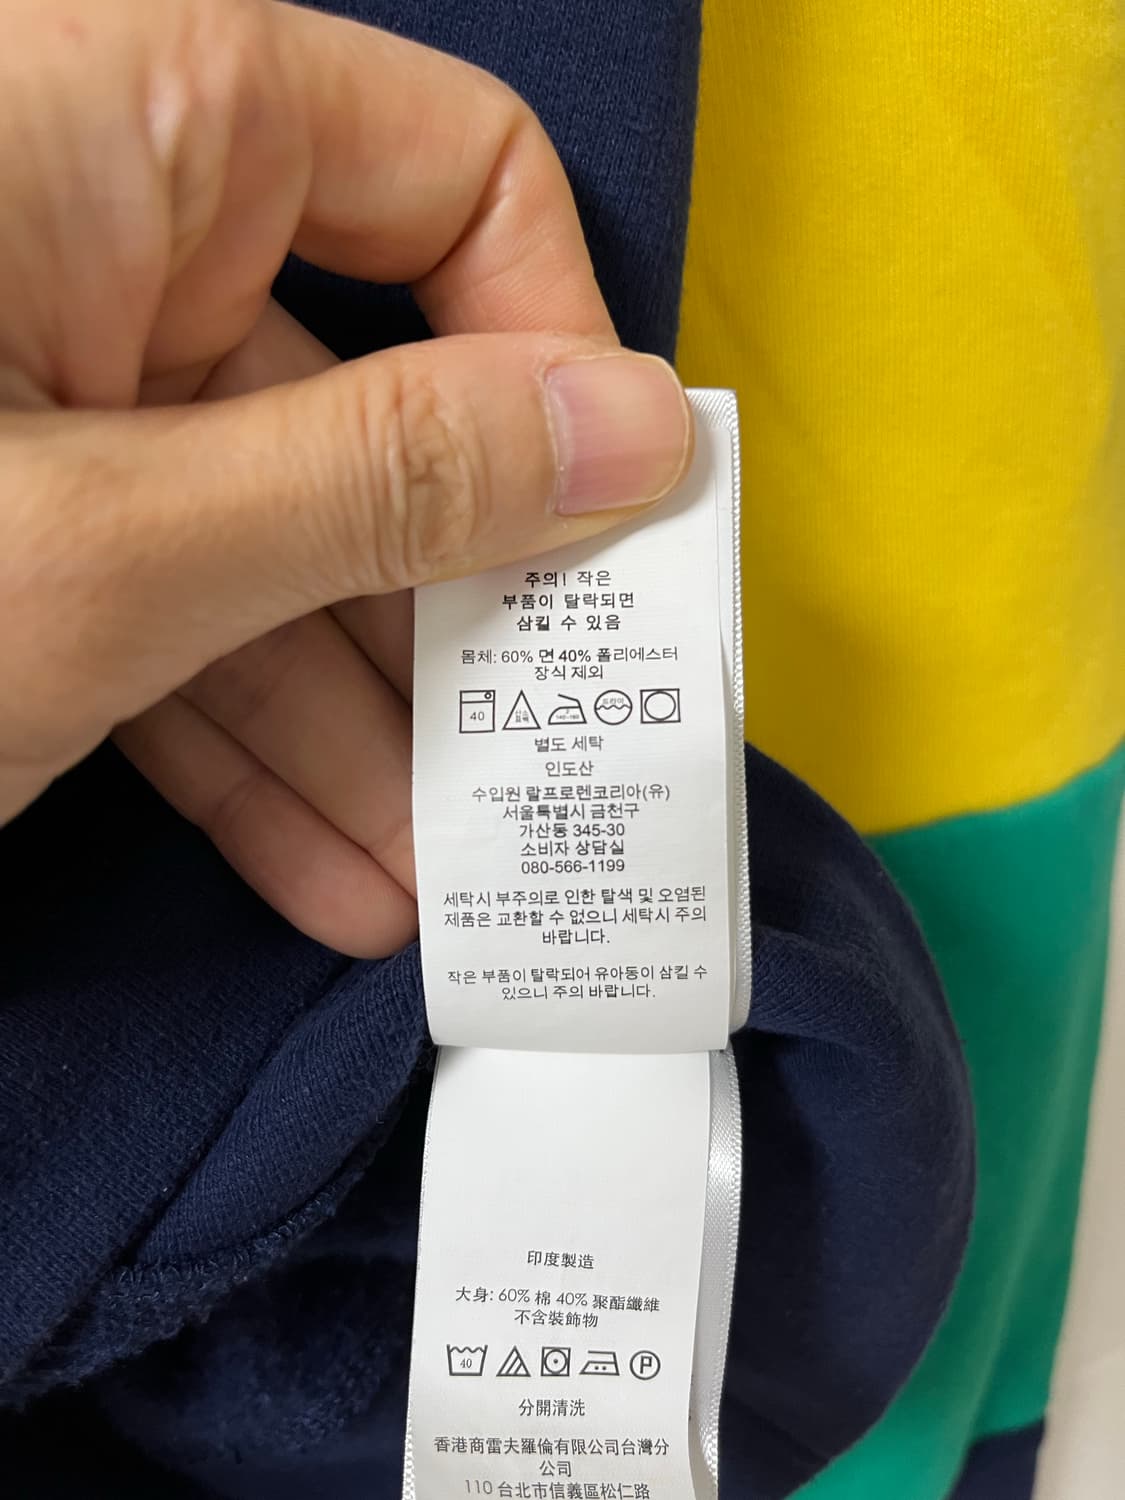 주의! 작은
부품이 탈락되면
삼킬 수 있음
몸체: 60% 면 40% 폴리에스터
장식 제외
40
산소
표백
140~160
드라이
별도 세탁
인도산
수입원 랄프로렌코리아(유)
서울특별시 금천구
가산동 345-30
소비자 상담실
080-566-1199
세탁시 부주의로 인한 탈색 및 오염된
제품은 교환할 수 없으니 세탁시 주의
바랍니다.
작은 부품이 탈락되어 유아동이 삼킬 수
있으니 주의 바랍니다.
印度製造
大身: 60% 棉 40% 聚酯纖維
不含裝飾物
40
P
分開清洗
香港商雷夫羅倫有限公司台灣分
公司
110 台北市信義區松仁路